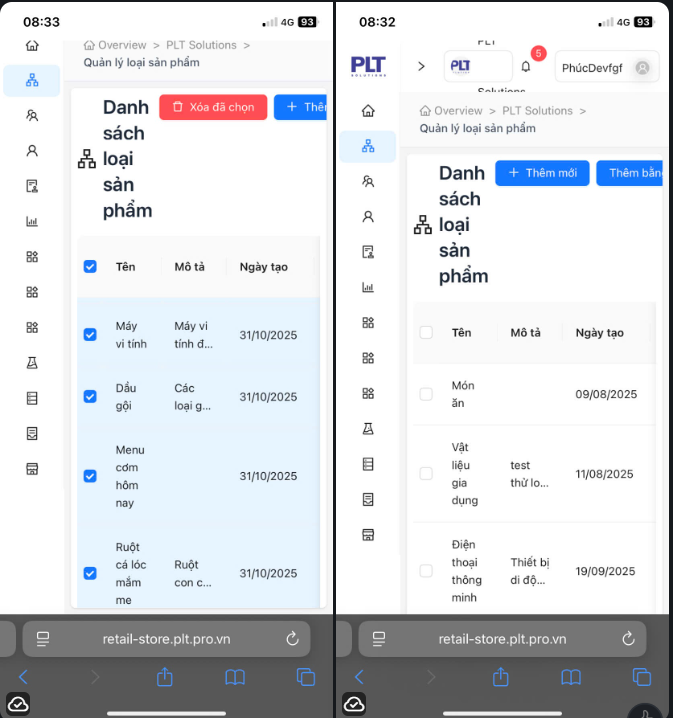 08:33
4G 93
Overview > PLT Solutions >
Quản lý loại sản phẩm
Danh
sách
loại
sản
phẩm
Xóa đã chọn
+ Thê
Tên Mô tả Ngày tạo
Máy
vi tính
Máy vi
tính đ...
31/10/2025
Dầu
gội
Các
loại g...
31/10/2025
Menu
cơm
hôm
nay
31/10/2025
Ruột
cá lóc
mắm
me
Ruột
con c...
31/10/2025
retail-store.plt.pro.vn
08:32
4G 93
PLT
SOLUTIONS
PLT
PLT
Solutions
5
PhúcDevfgf
Overview > PLT Solutions >
Quản lý loại sản phẩm
Danh
sách
loại
sản
phẩm
+ Thêm mới
Thêm bằn
Tên Mô tả Ngày tạo
Món
ăn
09/08/2025
Vật
liệu
gia
dụng
test
thử lo...
11/08/2025
Điện
thoại
thông
minh
Thiết bị
di độ...
19/09/2025
retail-store.plt.pro.vn